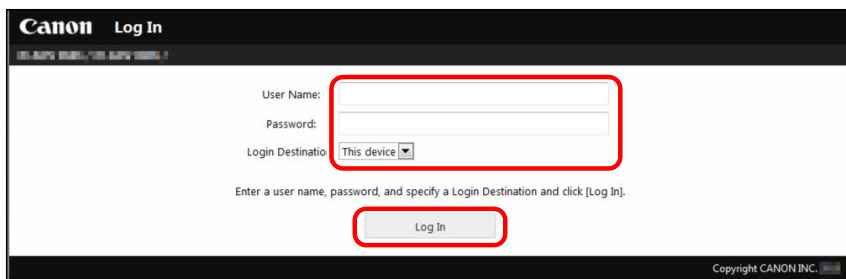 Canon Log In
User Name:
Password:
Login Destinatio This device
Enter a user name, password, and specify a Login Destination and click [Log In].
Log In
Copyright CANON INC.